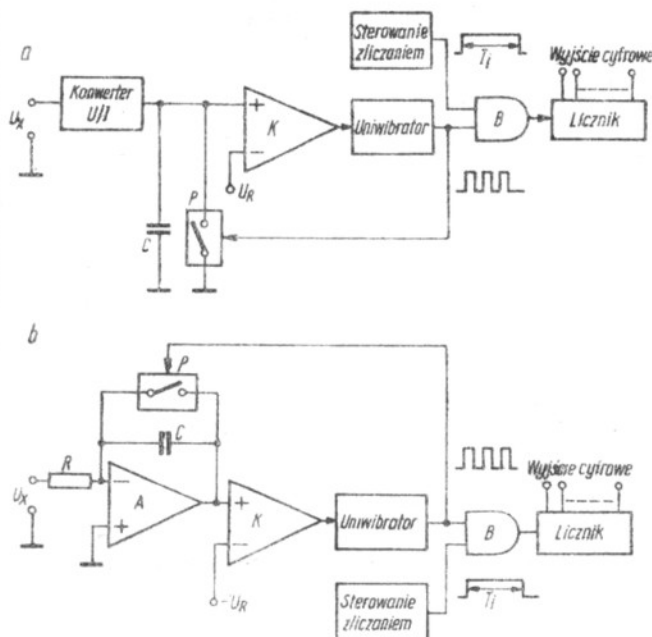 a
Sterowanie
zliczaniem
Ti
Wyjście cyfrowe
Ux
Konwerter
U/I
+
K
−
UR
Uniwibrator
B
Licznik
P
C
b
P
C
R
Ux
−
A
+
+
K
−
-UR
Uniwibrator
B
Wyjście cyfrowe
Licznik
Sterowanie
zliczaniem
Ti